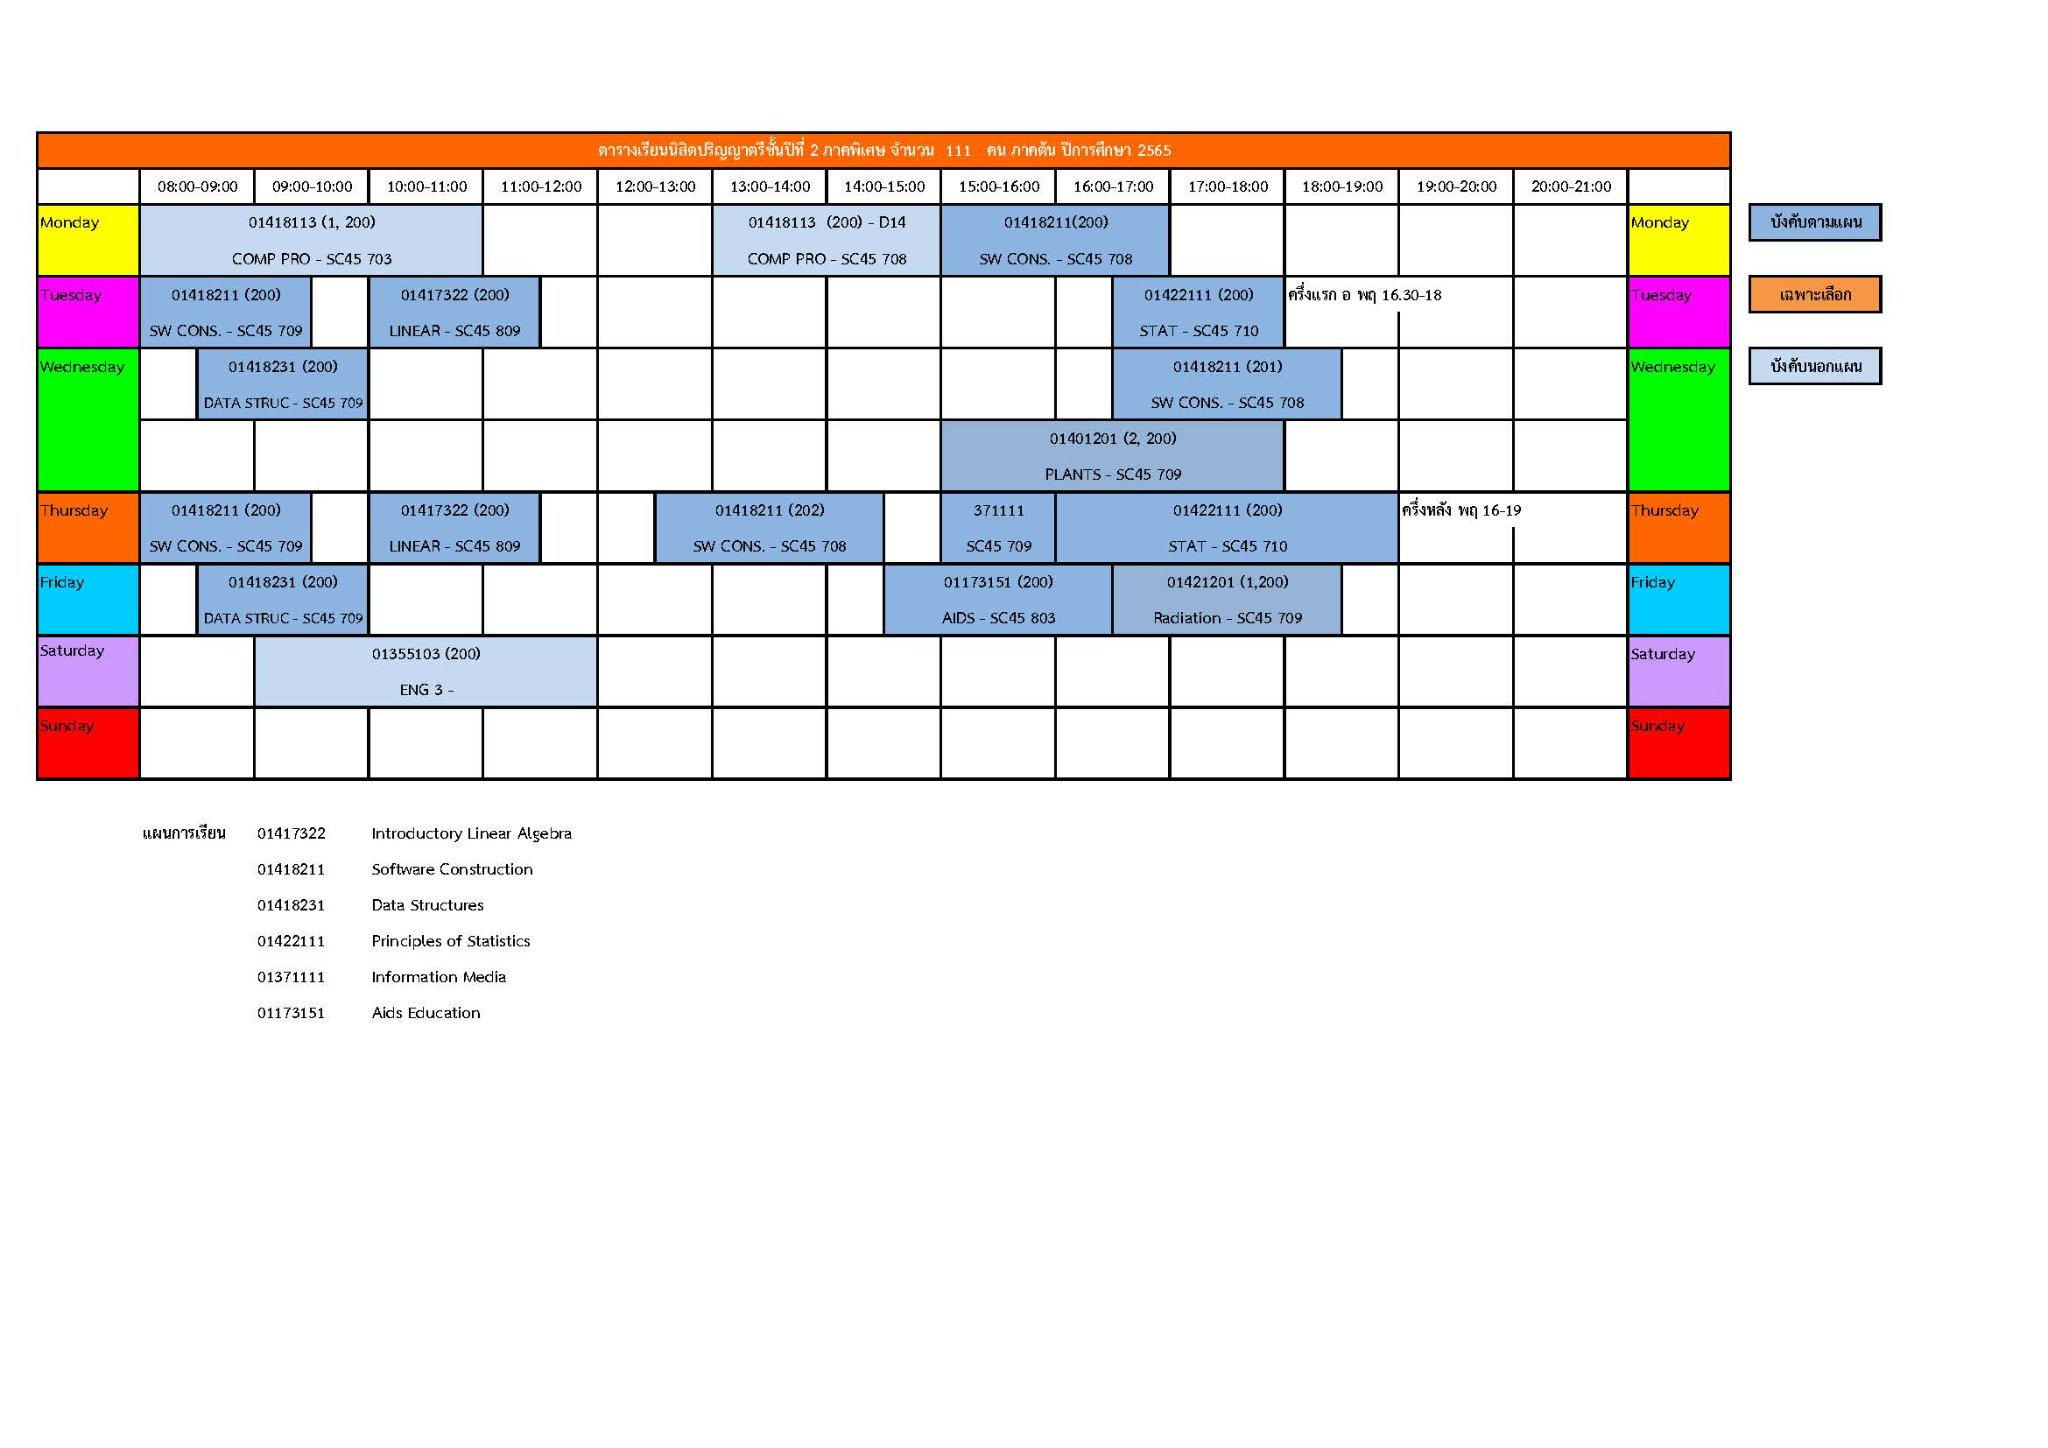 ตารางเรียนนิสิตปริญญาตรีชั้นปีที่ 2 ภาคพิเศษ จำนวน 111 คน ภาคต้น ปีการศึกษา 2565
08:00-09:00 09:00-10:00 10:00-11:00 11:00-12:00 12:00-13:00 13:00-14:00 14:00-15:00 15:00-16:00 16:00-17:00 17:00-18:00 18:00-19:00 19:00-20:00 20:00-21:00
Monday 01418113 (1, 200) 01418113 (200) - D14 01418211(200) Monday บังคับตามแผน
COMP PRO - SC45 703 COMP PRO - SC45 708 SW CONS. - SC45 708
Tuesday 01418211 (200) 01417322 (200) 01422111 (200) ครึ่งแรก อ พฤ 16.30-18 Tuesday เฉพาะเลือก
SW CONS. - SC45 709 LINEAR - SC45 809 STAT - SC45 710
Wednesday 01418231 (200) 01418211 (201) Wednesday บังคับนอกแผน
DATA STRUC - SC45 709 SW CONS. - SC45 708
01401201 (2, 200)
PLANTS - SC45 709
Thursday 01418211 (200) 01417322 (200) 01418211 (202) 371111 01422111 (200) ครึ่งหลัง พฤ 16-19 Thursday
SW CONS. - SC45 709 LINEAR - SC45 809 SW CONS. - SC45 708 SC45 709 STAT - SC45 710
Friday 01418231 (200) 01173151 (200) 01421201 (1,200) Friday
DATA STRUC - SC45 709 AIDS - SC45 803 Radiation - SC45 709
Saturday 01355103 (200) Saturday
ENG 3 -
Sunday Sunday
แผนการเรียน 01417322 Introductory Linear Algebra
01418211 Software Construction
01418231 Data Structures
01422111 Principles of Statistics
01371111 Information Media
01173151 Aids Education